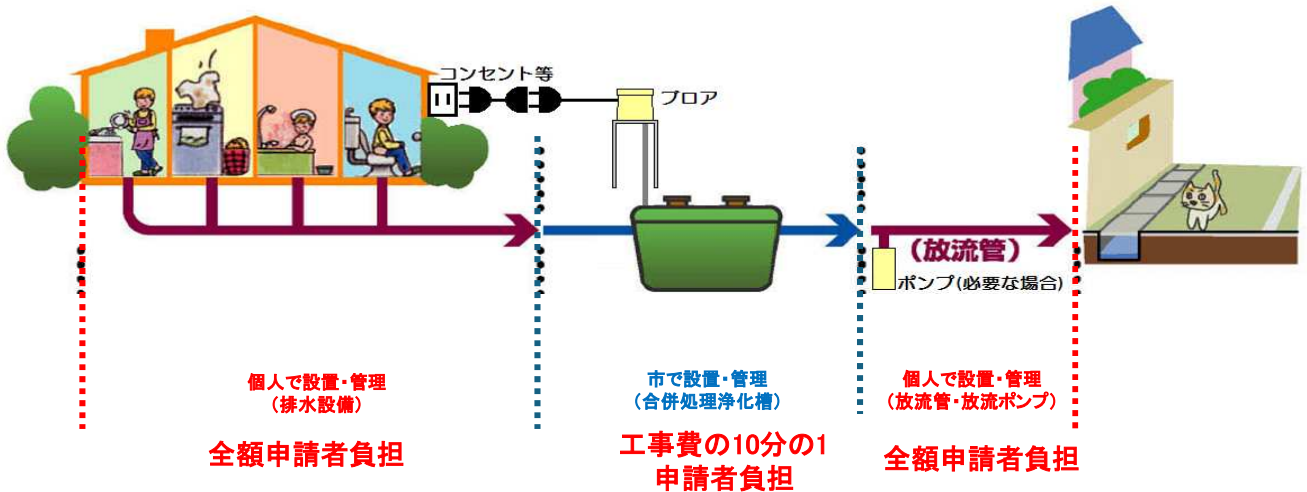 コンセント等
ブロア
(放流管)
ポンプ(必要な場合)
個人で設置・管理
(排水設備)
市で設置・管理
(合併処理浄化槽)
個人で設置・管理
(放流管・放流ポンプ)
全額申請者負担
工事費の10分の1
申請者負担
全額申請者負担